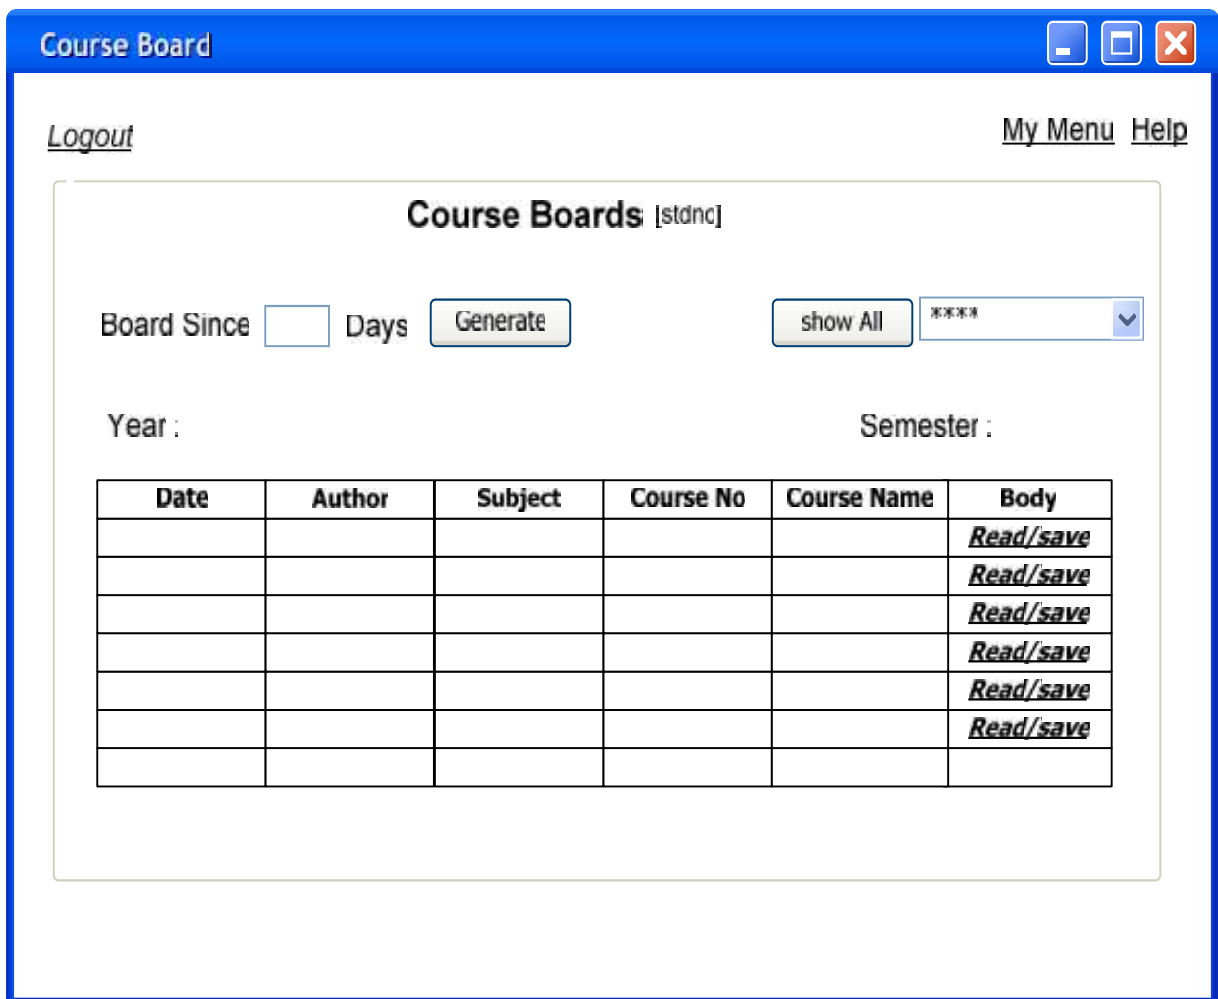 Course Board
Logout My Menu Help
Course Boards [stdno]
Board Since Days Generate show All ****
Year : Semester :
Date Author Subject Course No Course Name Body
Read/save
Read/save
Read/save
Read/save
Read/save
Read/save